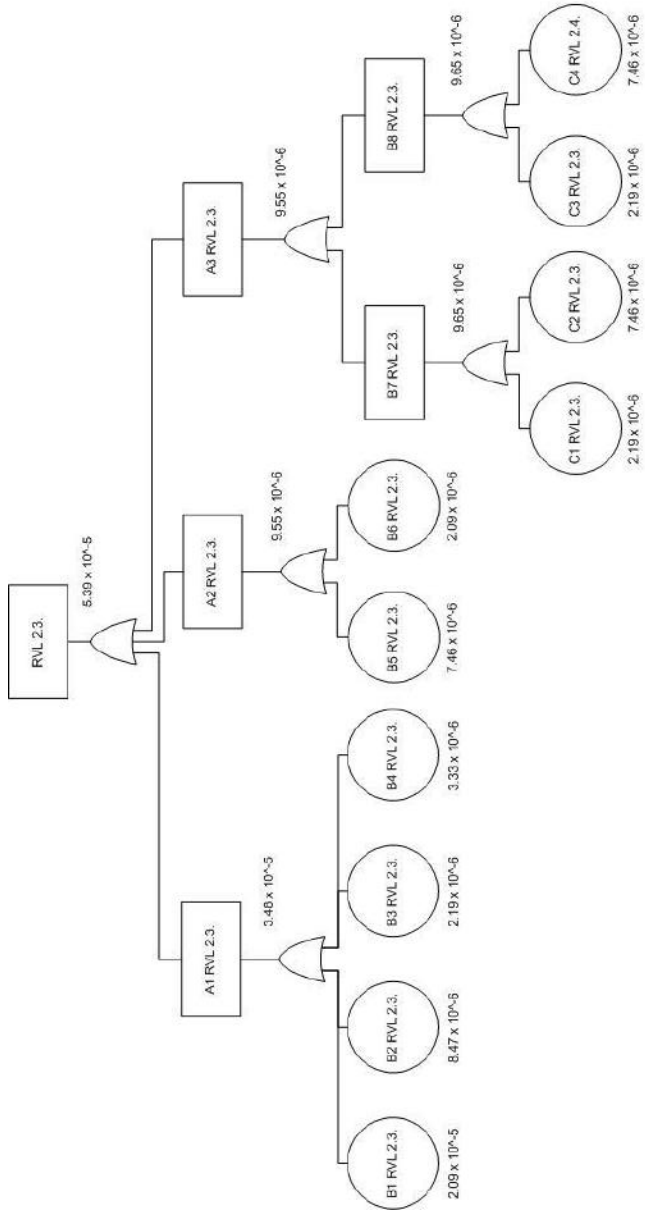 RVL 2.3.
5.39 x 10^-5
A1 RVL 2.3.
3.48 x 10^-5
A2 RVL 2.3.
9.55 x 10^-6
A3 RVL 2.3.
9.55 x 10^-6
B1 RVL 2.3.
2.09 x 10^-5
B2 RVL 2.3.
8.47 x 10^-6
B3 RVL 2.3.
2.19 x 10^-6
B4 RVL 2.3.
3.33 x 10^-6
B5 RVL 2.3.
7.46 x 10^-6
B6 RVL 2.3.
2.09 x 10^-6
B7 RVL 2.3.
9.65 x 10^-6
B8 RVL 2.3.
9.65 x 10^-6
C1 RVL 2.3.
2.19 x 10^-6
C2 RVL 2.3.
7.46 x 10^-6
C3 RVL 2.3
2.19 x 10^-6
C4 RVL 2.4.
7.46 x 10^-6